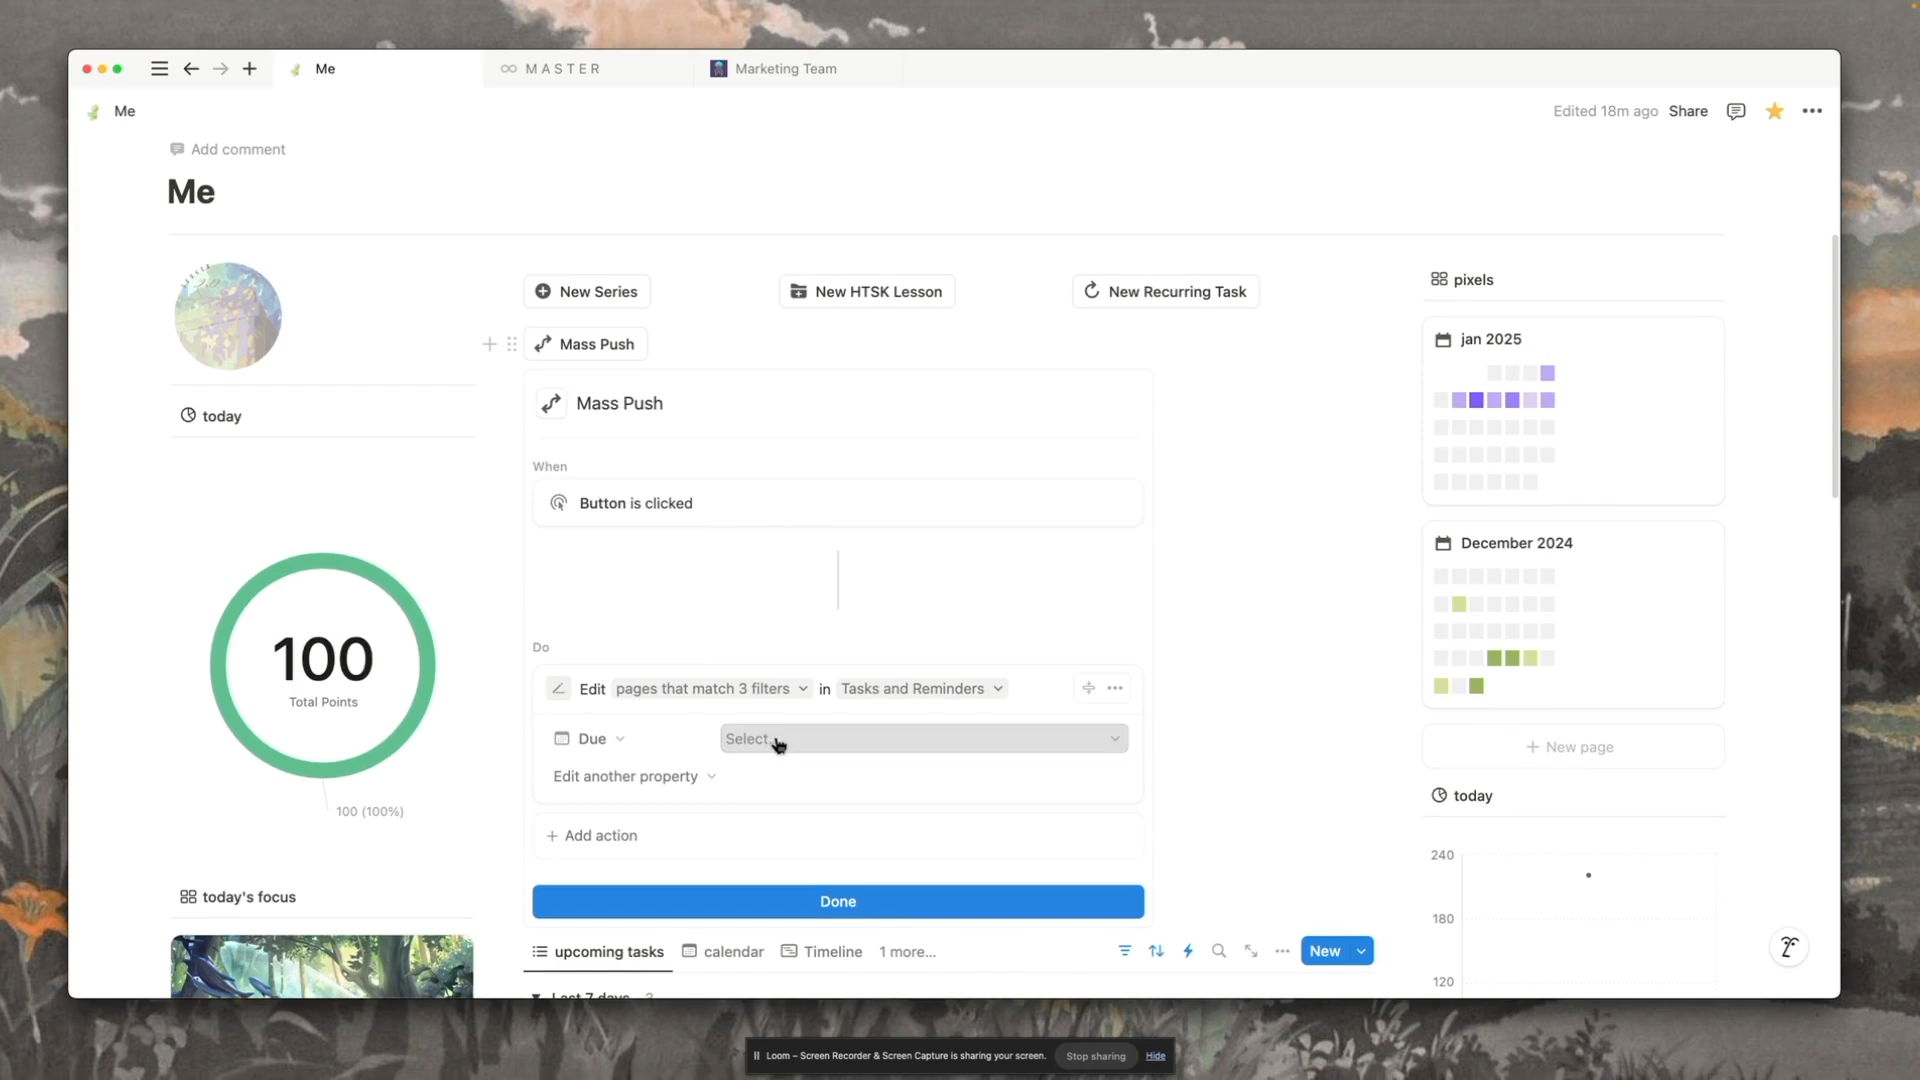 Me
MASTER
Marketing Team
Me
Edited 18m ago
Share
Add comment
Me
New Series
New HTSK Lesson
New Recurring Task
Mass Push
today
100
Total Points
100 (100%)
today's focus
Mass Push
When
Button is clicked
Do
Edit pages that match 3 filters in Tasks and Reminders
Due
Select
Edit another property
+ Add action
Done
upcoming tasks
calendar
Timeline
1 more...
New
Last 7 days 3
pixels
jan 2025
December 2024
+ New page
today
240
180
120
Loom – Screen Recorder & Screen Capture is sharing your screen.
Stop sharing
Hide